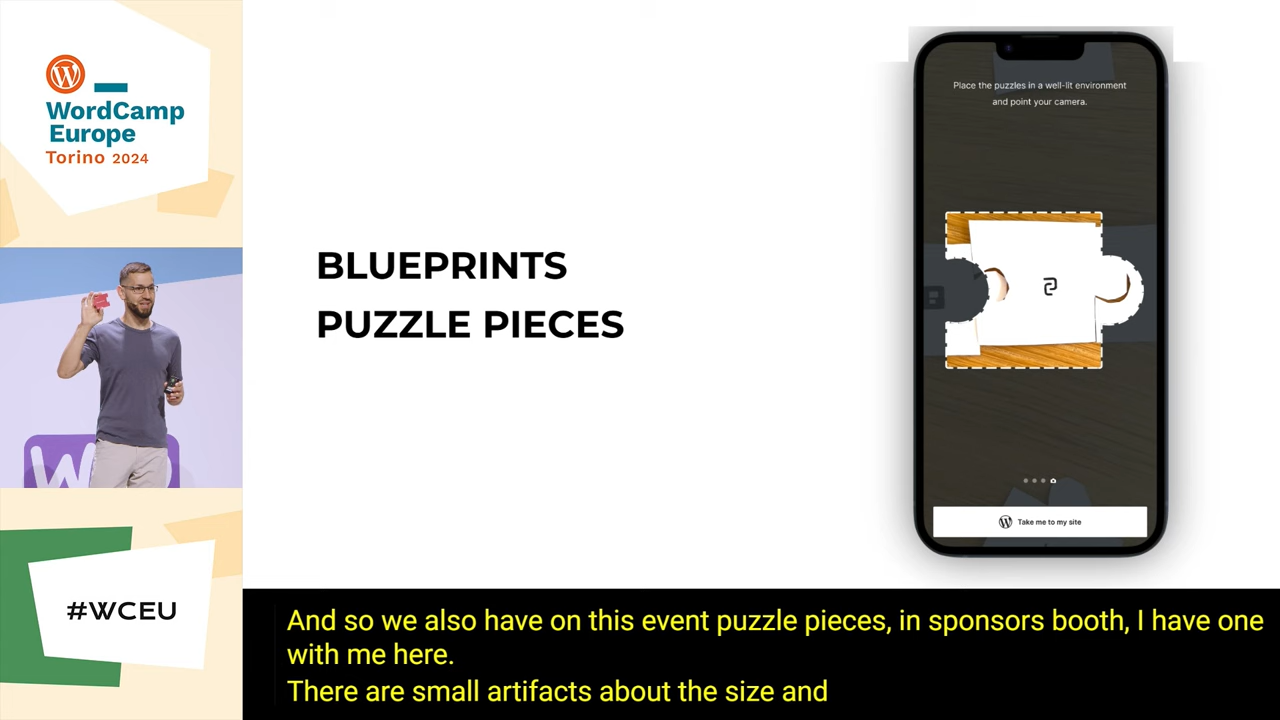 WordCamp
Europe
Torino 2024
BLUEPRINTS
PUZZLE PIECES
Place the puzzles in a well-lit environment
and point your camera.
Take me to my site
#WCEU
And so we also have on this event puzzle pieces, in sponsors booth, I have one
with me here.
There are small artifacts about the size and